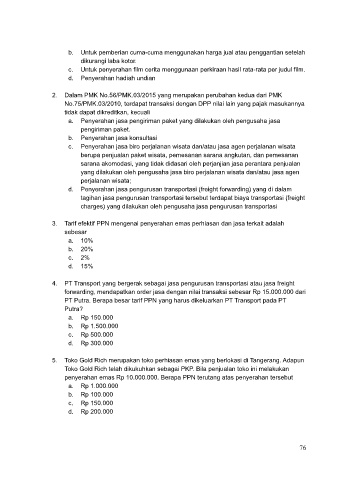 b. Untuk pemberian cuma-cuma menggunakan harga jual atau penggantian setelah
dikurangi laba kotor.
c. Untuk penyerahan film cerita menggunaan perkiraan hasil rata-rata per judul film.
d. Penyerahan hadiah undian
2. Dalam PMK No.56/PMK.03/2015 yang merupakan perubahan kedua dari PMK
No.75/PMK.03/2010, terdapat transaksi dengan DPP nilai lain yang pajak masukannya
tidak dapat dikreditkan, kecuali
a. Penyerahan jasa pengiriman paket yang dilakukan oleh pengusaha jasa
pengiriman paket.
b. Penyerahan jasa konsultasi
c. Penyerahan jasa biro perjalanan wisata dan/atau jasa agen perjalanan wisata
berupa penjualan paket wisata, pemesanan sarana angkutan, dan pemesanan
sarana akomodasi, yang tidak didasari oleh perjanjian jasa perantara penjualan
yang dilakukan oleh pengusaha jasa biro perjalanan wisata dan/atau jasa agen
perjalanan wisata;
d. Penyerahan jasa pengurusan transportasi (freight forwarding) yang di dalam
tagihan jasa pengurusan transportasi tersebut terdapat biaya transportasi (freight
charges) yang dilakukan oleh pengusaha jasa pengurusan transportasi
3. Tarif efektif PPN mengenai penyerahan emas perhiasan dan jasa terkait adalah
sebesar
a. 10%
b. 20%
c. 2%
d. 15%
4. PT Transport yang bergerak sebagai jasa pengurusan transportasi atau jasa freight
forwarding, mendapatkan order jasa dengan nilai transaksi sebesar Rp 15.000.000 dari
PT Putra. Berapa besar tarif PPN yang harus dikeluarkan PT Transport pada PT
Putra?
a. Rp 150.000
b. Rp 1.500.000
c. Rp 500.000
d. Rp 300.000
5. Toko Gold Rich merupakan toko perhiasan emas yang berlokasi di Tangerang. Adapun
Toko Gold Rich telah dikukuhkan sebagai PKP. Bila penjualan toko ini melakukan
penyerahan emas Rp 10.000.000. Berapa PPN terutang atas penyerahan tersebut
a. Rp 1.000.000
b. Rp 100.000
c. Rp 150.000
d. Rp 200.000
76